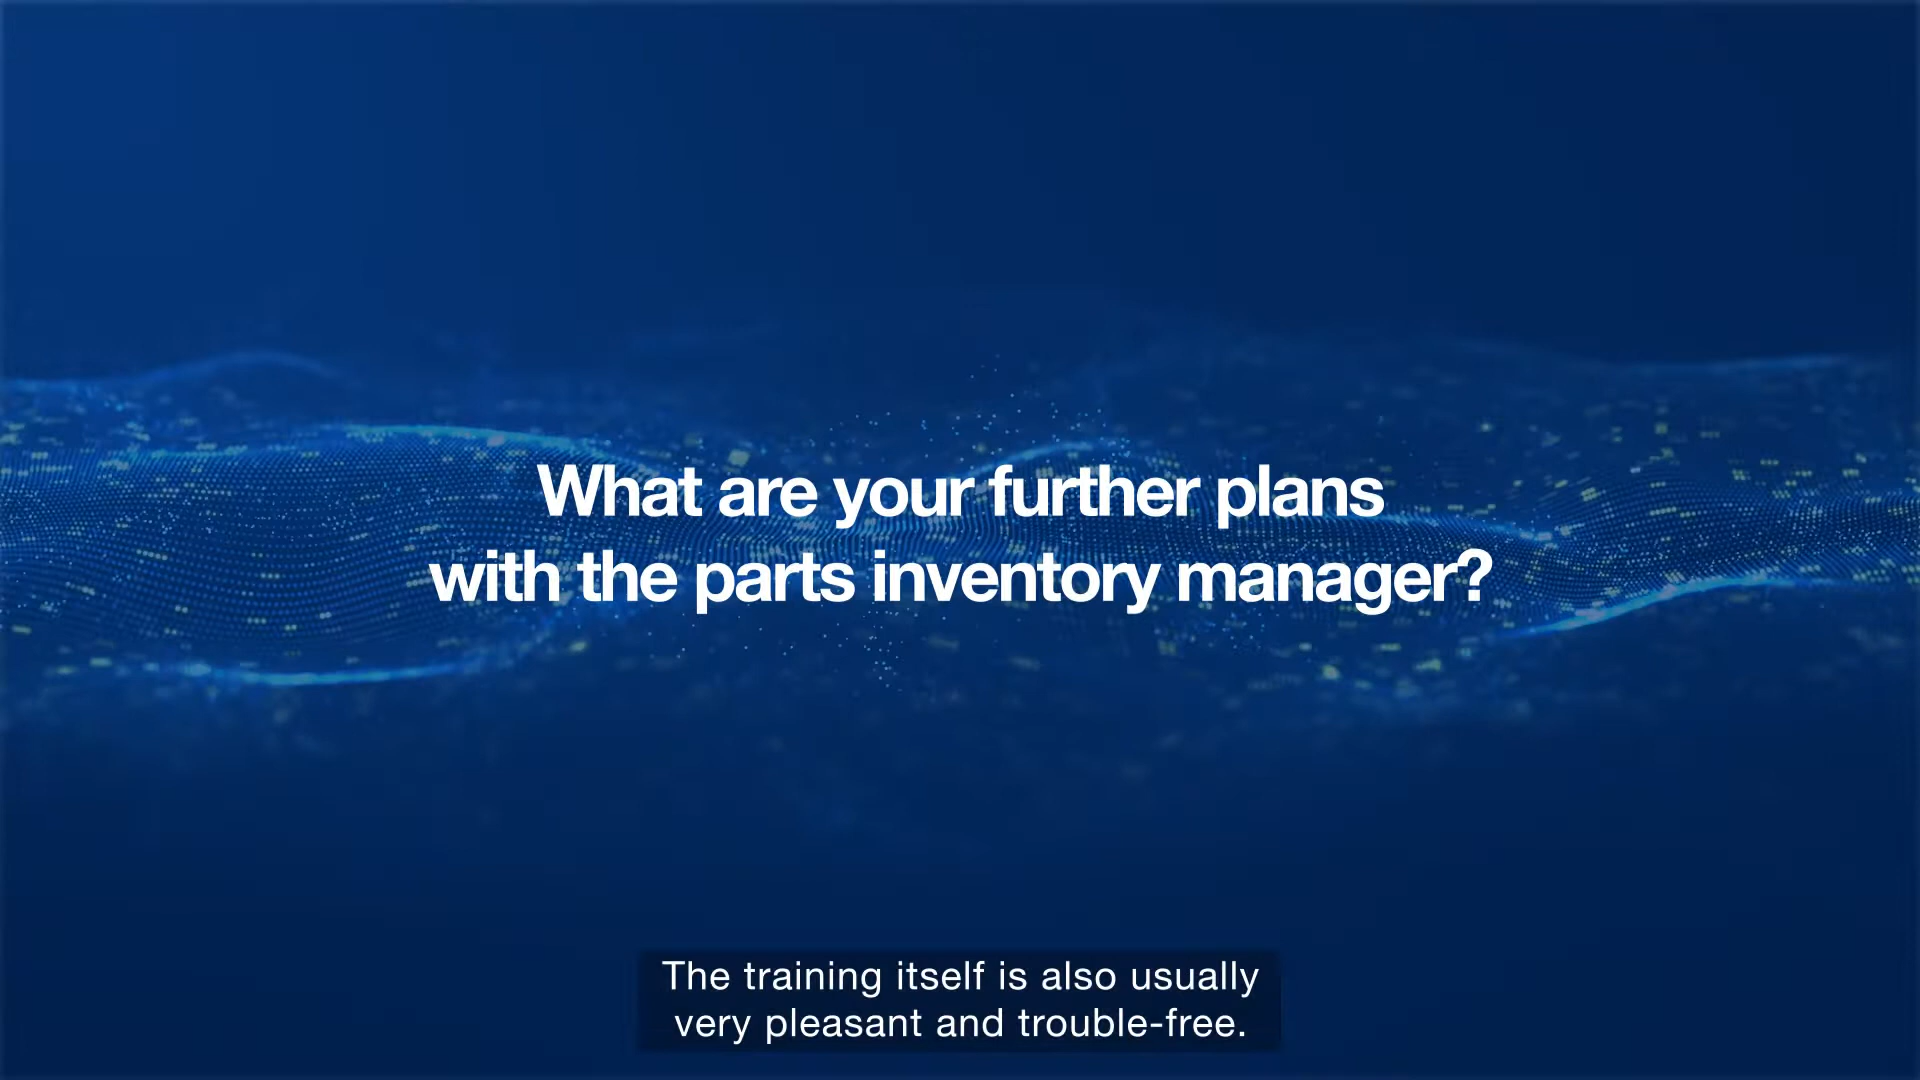 What are your further plans
with the parts inventory manager?
The training itself is also usually
very pleasant and trouble-free.